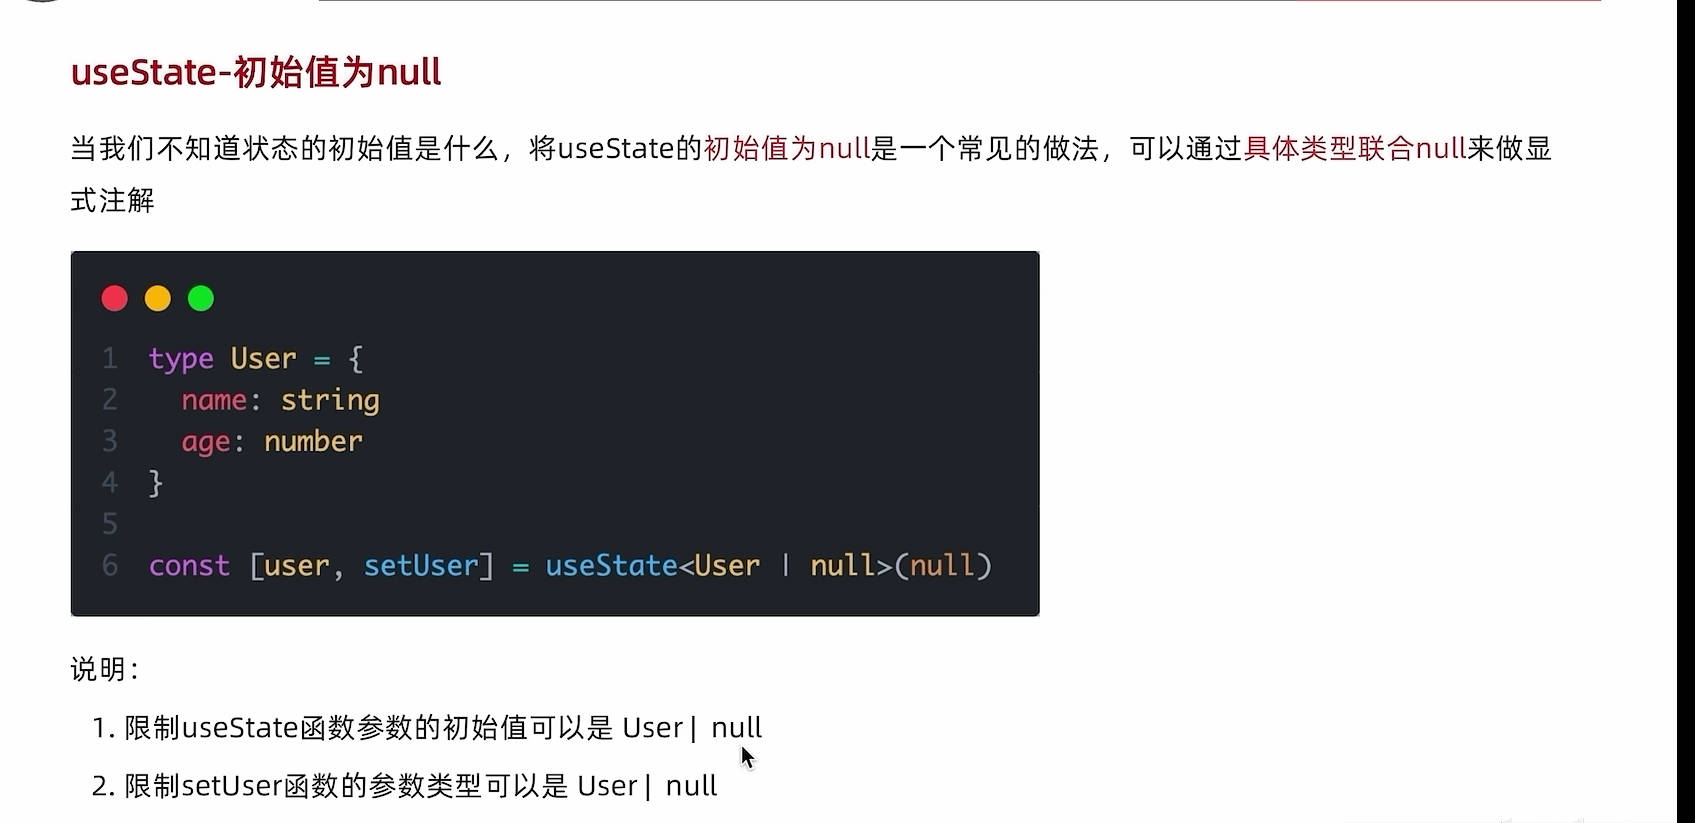 useState-初始值为null
当我们不知道状态的初始值是什么，将useState的初始值为null是一个常见的做法，可以通过具体类型联合null来做显
式注解
1 type User = {
2 name: string
3 age: number
4 }
5
6 const [user, setUser] = useState<User | null>(null)
说明：
1. 限制useState函数参数的初始值可以是 User | null
2. 限制setUser函数的参数类型可以是 User | null